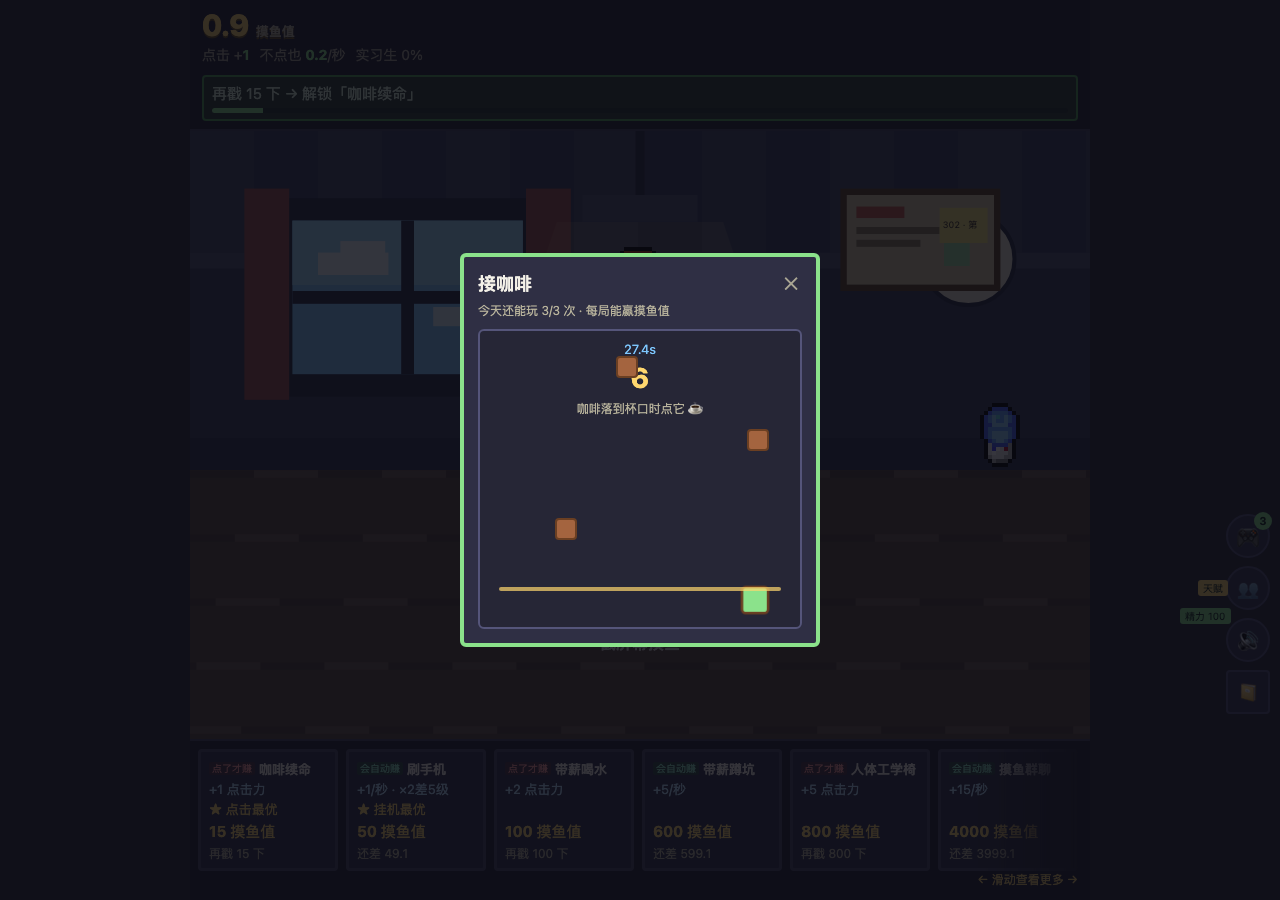 0.9 摸鱼值
点击 +1 不点也 0.2/秒 实习生 0%
再戳 15 下 → 解锁「咖啡续命」
302 · 第
接咖啡
今天还能玩 3/3 次 · 每局能赢摸鱼值
27.4s
6
咖啡落到杯口时点它 ☕
3
天赋
精力 100
点了才赚 咖啡续命
+1 点击力
★ 点击最优
15 摸鱼值
再戳 15 下
会自动赚 刷手机
+1/秒 · ×2差5级
★ 挂机最优
50 摸鱼值
还差 49.1
点了才赚 带薪喝水
+2 点击力
100 摸鱼值
再戳 100 下
会自动赚 带薪蹲坑
+5/秒
600 摸鱼值
还差 599.1
点了才赚 人体工学椅
+5 点击力
800 摸鱼值
再戳 800 下
会自动赚 摸鱼群聊
+15/秒
4000 摸鱼值
还差 3999.1
← 滑动查看更多 →